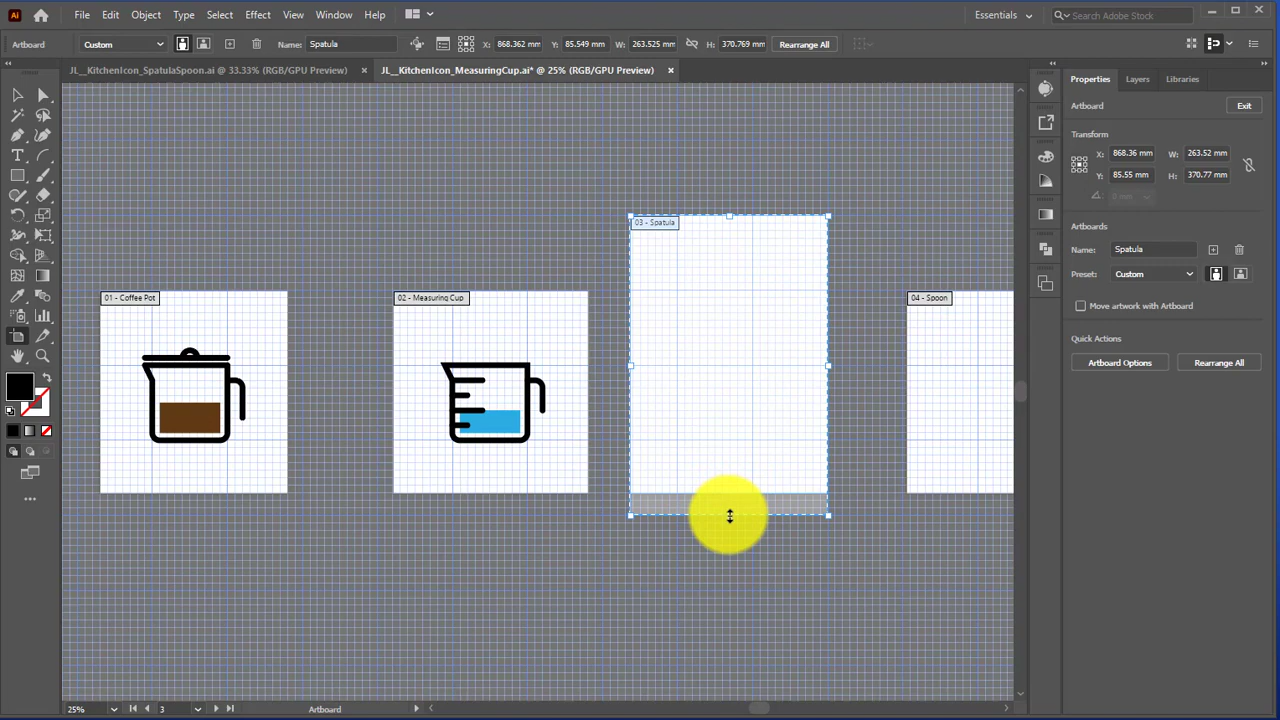 Ai File Edit Object Type Select Effect View Window Help Essentials Search Adobe Stock
Artboard Custom Name: Spatula X: 868.362 mm Y: 85.549 mm W: 263.525 mm H: 370.769 mm Rearrange All
JL__KitchenIcon_SpatulaSpoon.ai @ 33.33% (RGB/GPU Preview) × JL__KitchenIcon_MeasuringCup.ai* @ 25% (RGB/GPU Preview) ×
Properties Layers Libraries
Artboard Exit
Transform
X: 868.36 mm W: 263.52 mm
Y: 85.55 mm H: 370.77 mm
0 mm
Artboards
Name: Spatula
Preset: Custom
Move artwork with Artboard
Quick Actions
Artboard Options Rearrange All
03 - Spatula
01 - Coffee Pot 02 - Measuring Cup 04 - Spoon
25% 3 Artboard